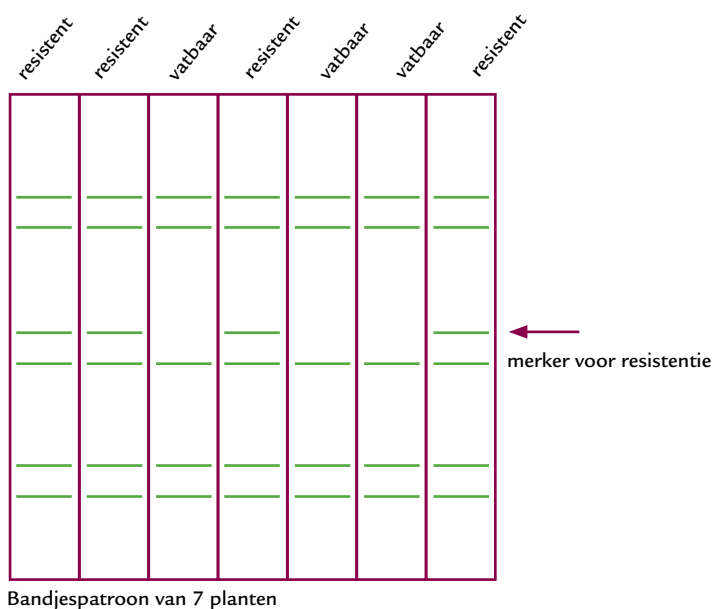 resistent
resistent
vatbaar
resistent
vatbaar
vatbaar
resistent
merker voor resistentie
Bandjespatroon van 7 planten